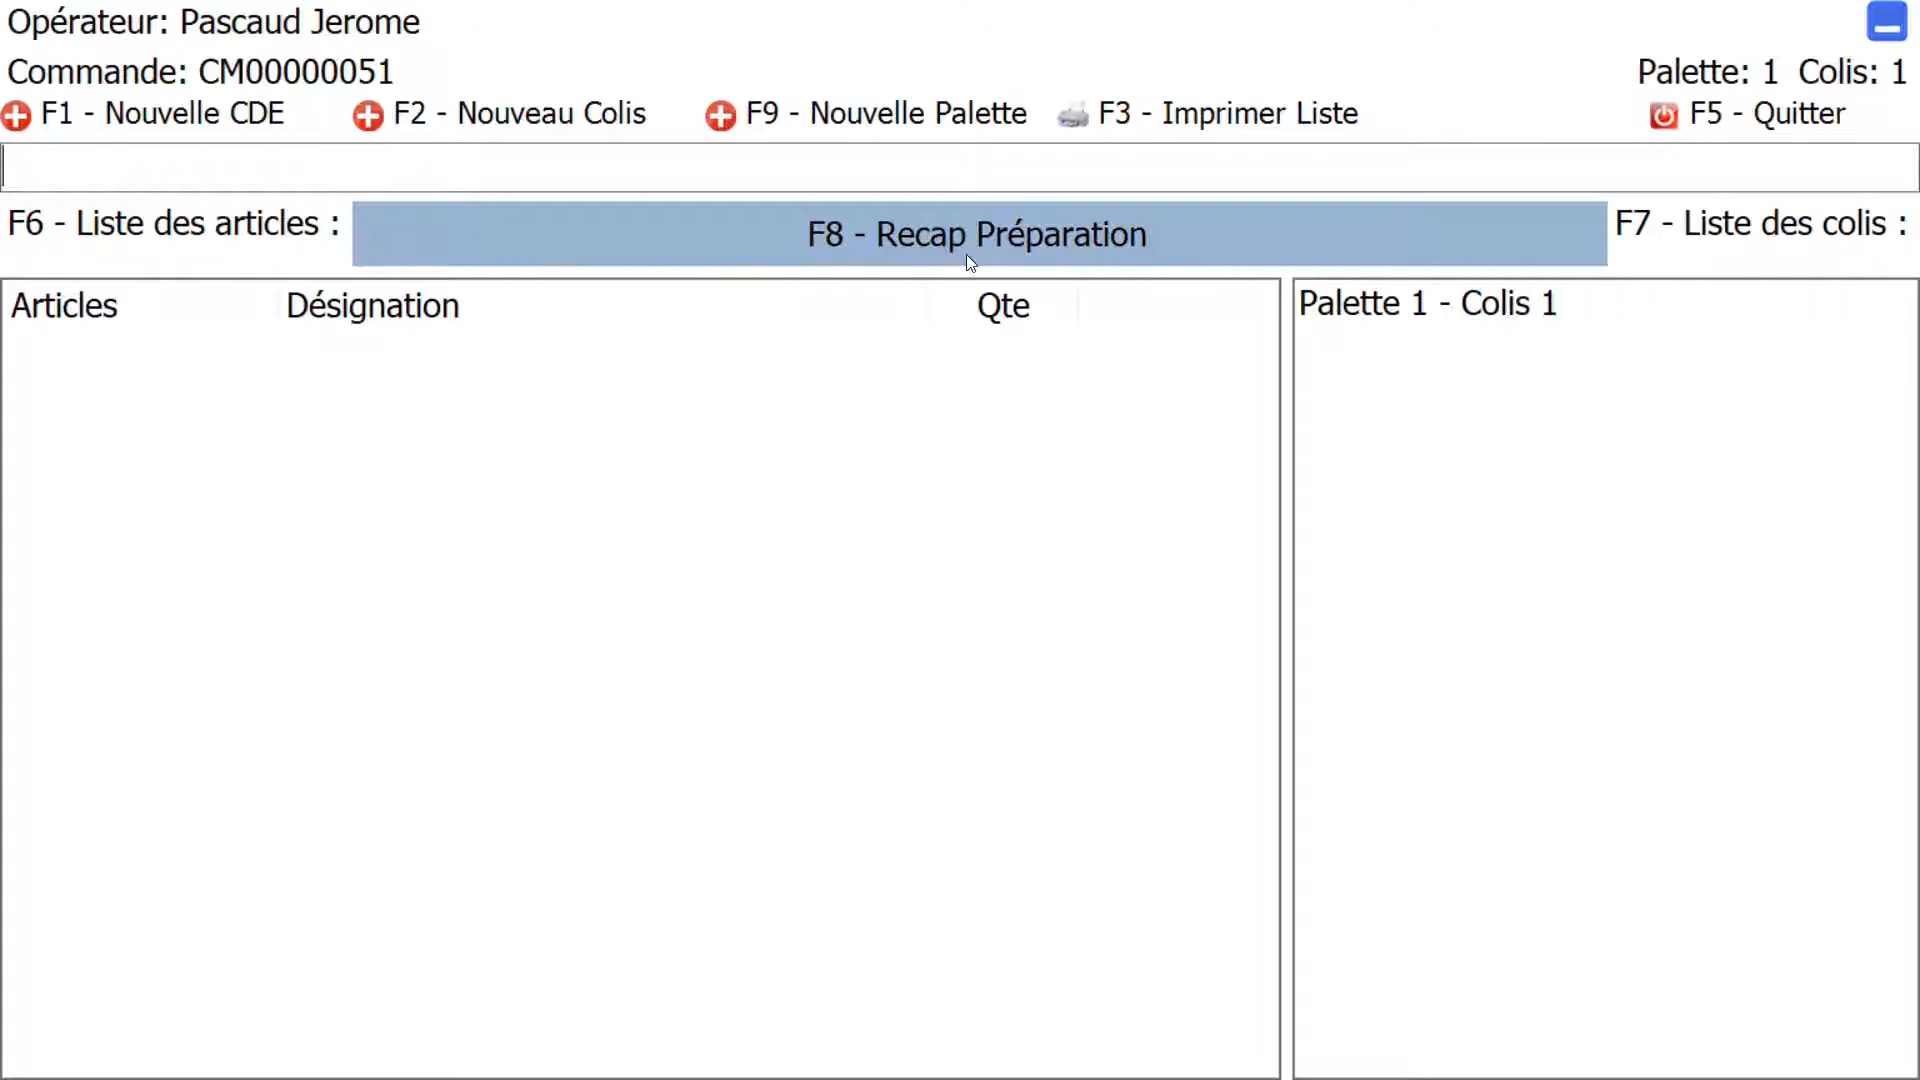 Opérateur: Pascaud Jerome
Commande: CM00000051
Palette: 1 Colis: 1
F1 - Nouvelle CDE
F2 - Nouveau Colis
F9 - Nouvelle Palette
F3 - Imprimer Liste
F5 - Quitter
F6 - Liste des articles :
F8 - Recap Préparation
F7 - Liste des colis :
Articles Désignation Qte
Palette 1 - Colis 1